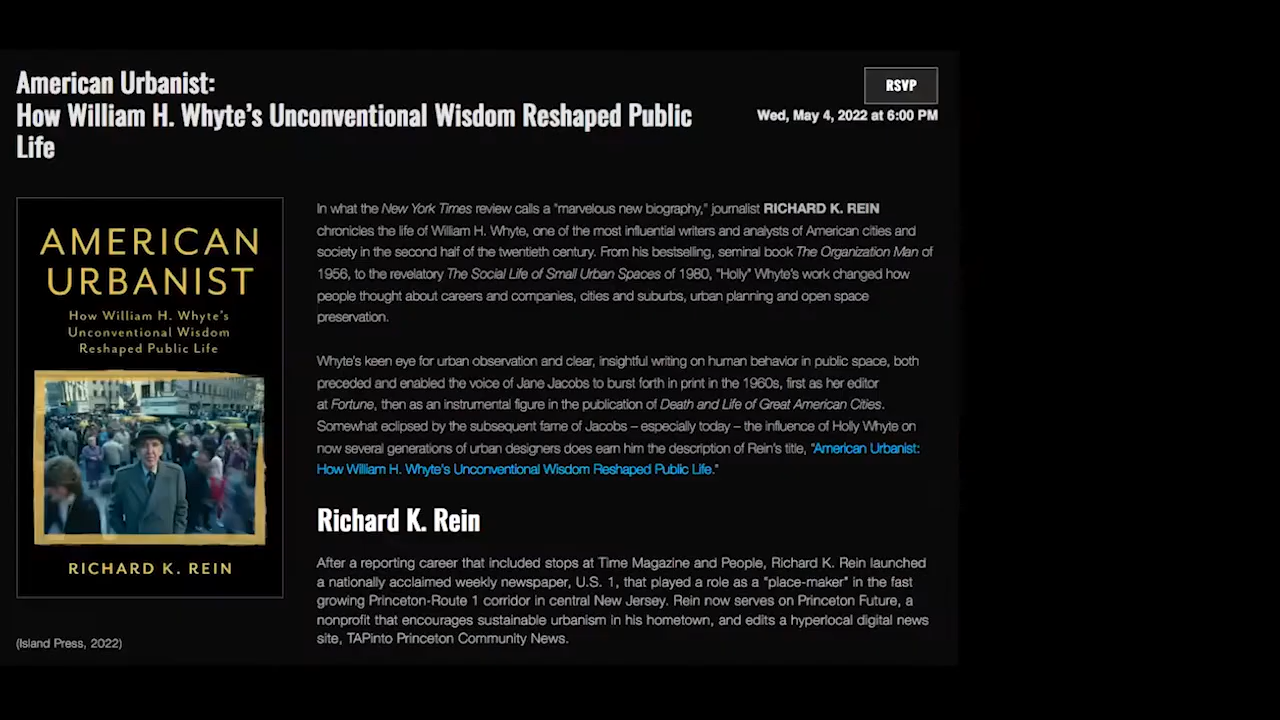 American Urbanist:
How William H. Whyte's Unconventional Wisdom Reshaped Public
Life
RSVP
Wed, May 4, 2022 at 6:00 PM
AMERICAN
URBANIST
How William H. Whyte's
Unconventional Wisdom
Reshaped Public Life
RICHARD K. REIN
(Island Press, 2022)
In what the New York Times review calls a "marvelous new biography," journalist RICHARD K. REIN
chronicles the life of William H. Whyte, one of the most influential writers and analysts of American cities and
society in the second half of the twentieth century. From his bestselling, seminal book The Organization Man of
1956, to the revelatory The Social Life of Small Urban Spaces of 1980, "Holly" Whyte's work changed how
people thought about careers and companies, cities and suburbs, urban planning and open space
preservation.
Whyte's keen eye for urban observation and clear, insightful writing on human behavior in public space, both
preceded and enabled the voice of Jane Jacobs to burst forth in print in the 1960s, first as her editor
at Fortune, then as an instrumental figure in the publication of Death and Life of Great American Cities.
Somewhat eclipsed by the subsequent fame of Jacobs – especially today – the influence of Holly Whyte on
now several generations of urban designers does earn him the description of Rein's title, "American Urbanist:
How William H. Whyte's Unconventional Wisdom Reshaped Public Life."
Richard K. Rein
After a reporting career that included stops at Time Magazine and People, Richard K. Rein launched
a nationally acclaimed weekly newspaper, U.S. 1, that played a role as a "place-maker" in the fast
growing Princeton-Route 1 corridor in central New Jersey. Rein now serves on Princeton Future, a
nonprofit that encourages sustainable urbanism in his hometown, and edits a hyperlocal digital news
site, TAPinto Princeton Community News.